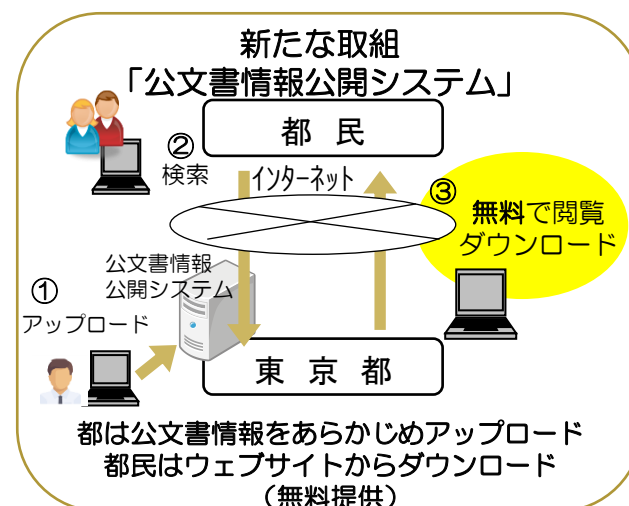 新たな取組
「公文書情報公開システム」
都 民
②
検索
インターネット
③
無料で閲覧
ダウンロード
公文書情報
公開システム
①
アップロード
東 京 都
都は公文書情報をあらかじめアップロード
都民はウェブサイトからダウンロード
（無料提供）